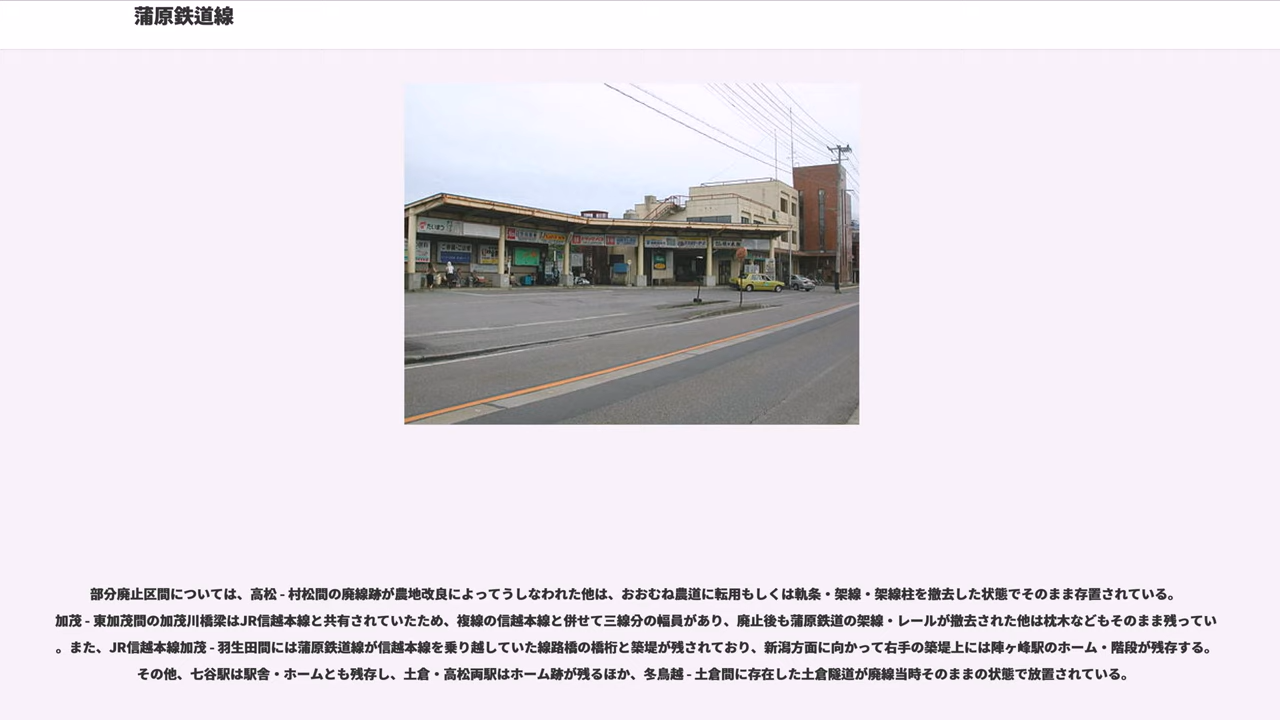 蒲原鉄道線
部分廃止区間については、高松 - 村松間の廃線跡が農地改良によってうしなわれた他は、おおむね農道に転用もしくは軌条・架線・架線柱を撤去した状態でそのまま存置されている。
加茂 - 東加茂間の加茂川橋梁はJR信越本線と共有されていたため、複線の信越本線と併せて三線分の幅員があり、廃止後も蒲原鉄道の架線・レールが撤去された他は枕木などもそのまま残ってい
。また、JR信越本線加茂 - 羽生田間には蒲原鉄道線が信越本線を乗り越していた線路橋の橋桁と築堤が残されており、新潟方面に向かって右手の築堤上には陣ヶ峰駅のホーム・階段が残存する。
その他、七谷駅は駅舎・ホームとも残存し、土倉・高松両駅はホーム跡が残るほか、冬鳥越 - 土倉間に存在した土倉隧道が廃線当時そのままの状態で放置されている。